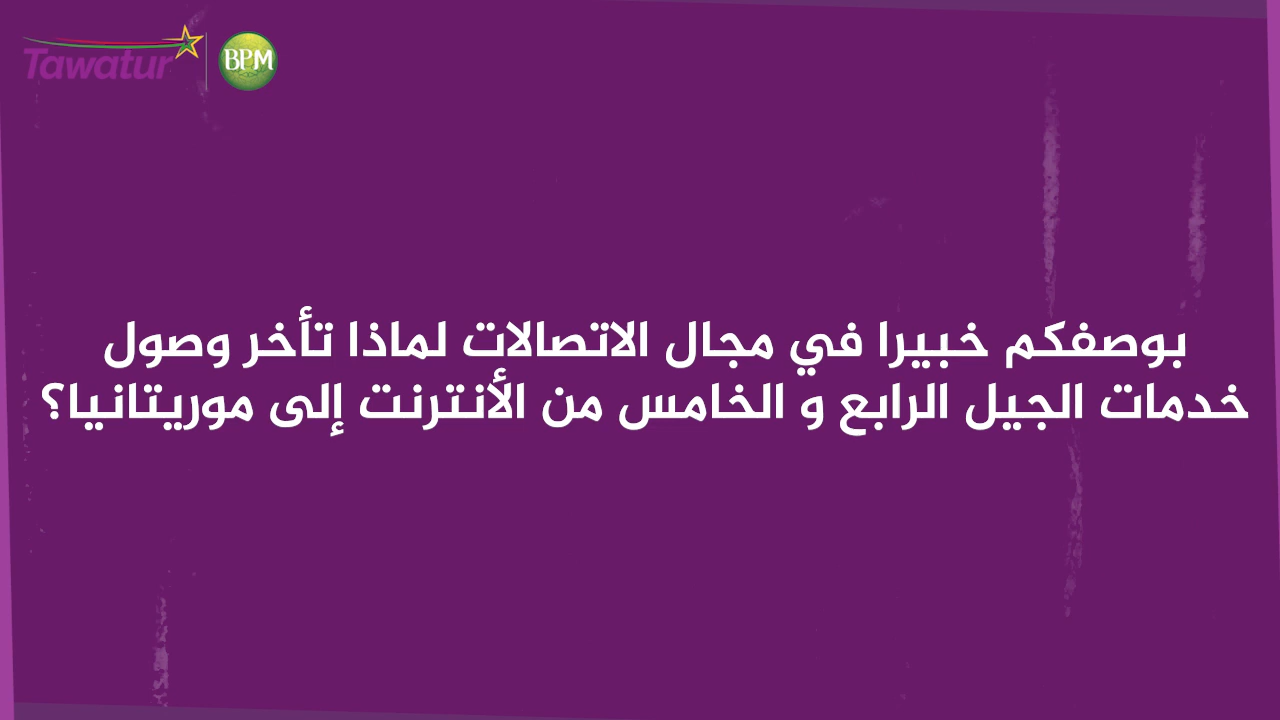 Tawatur
BPM
بوصفكم خبيرا في مجال الاتصالات لماذا تأخر وصول
خدمات الجيل الرابع و الخامس من الأنترنت إلى موريتانيا؟